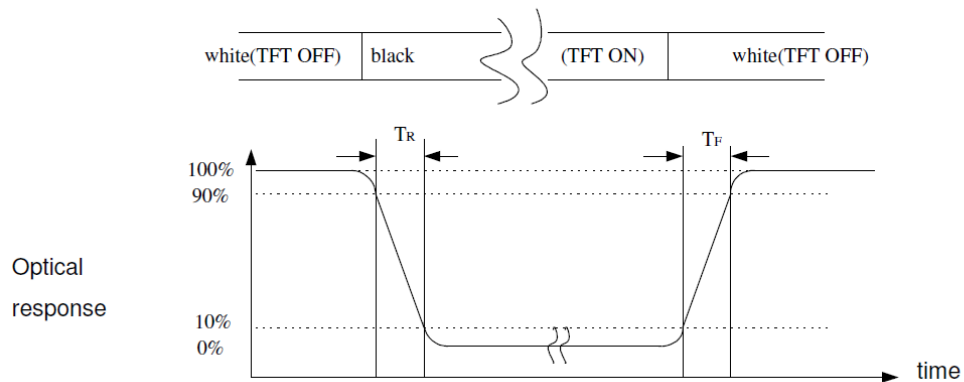 white(TFT OFF) black (TFT ON) white(TFT OFF)
TR TF
100%
90%
Optical
response
10%
0%
time